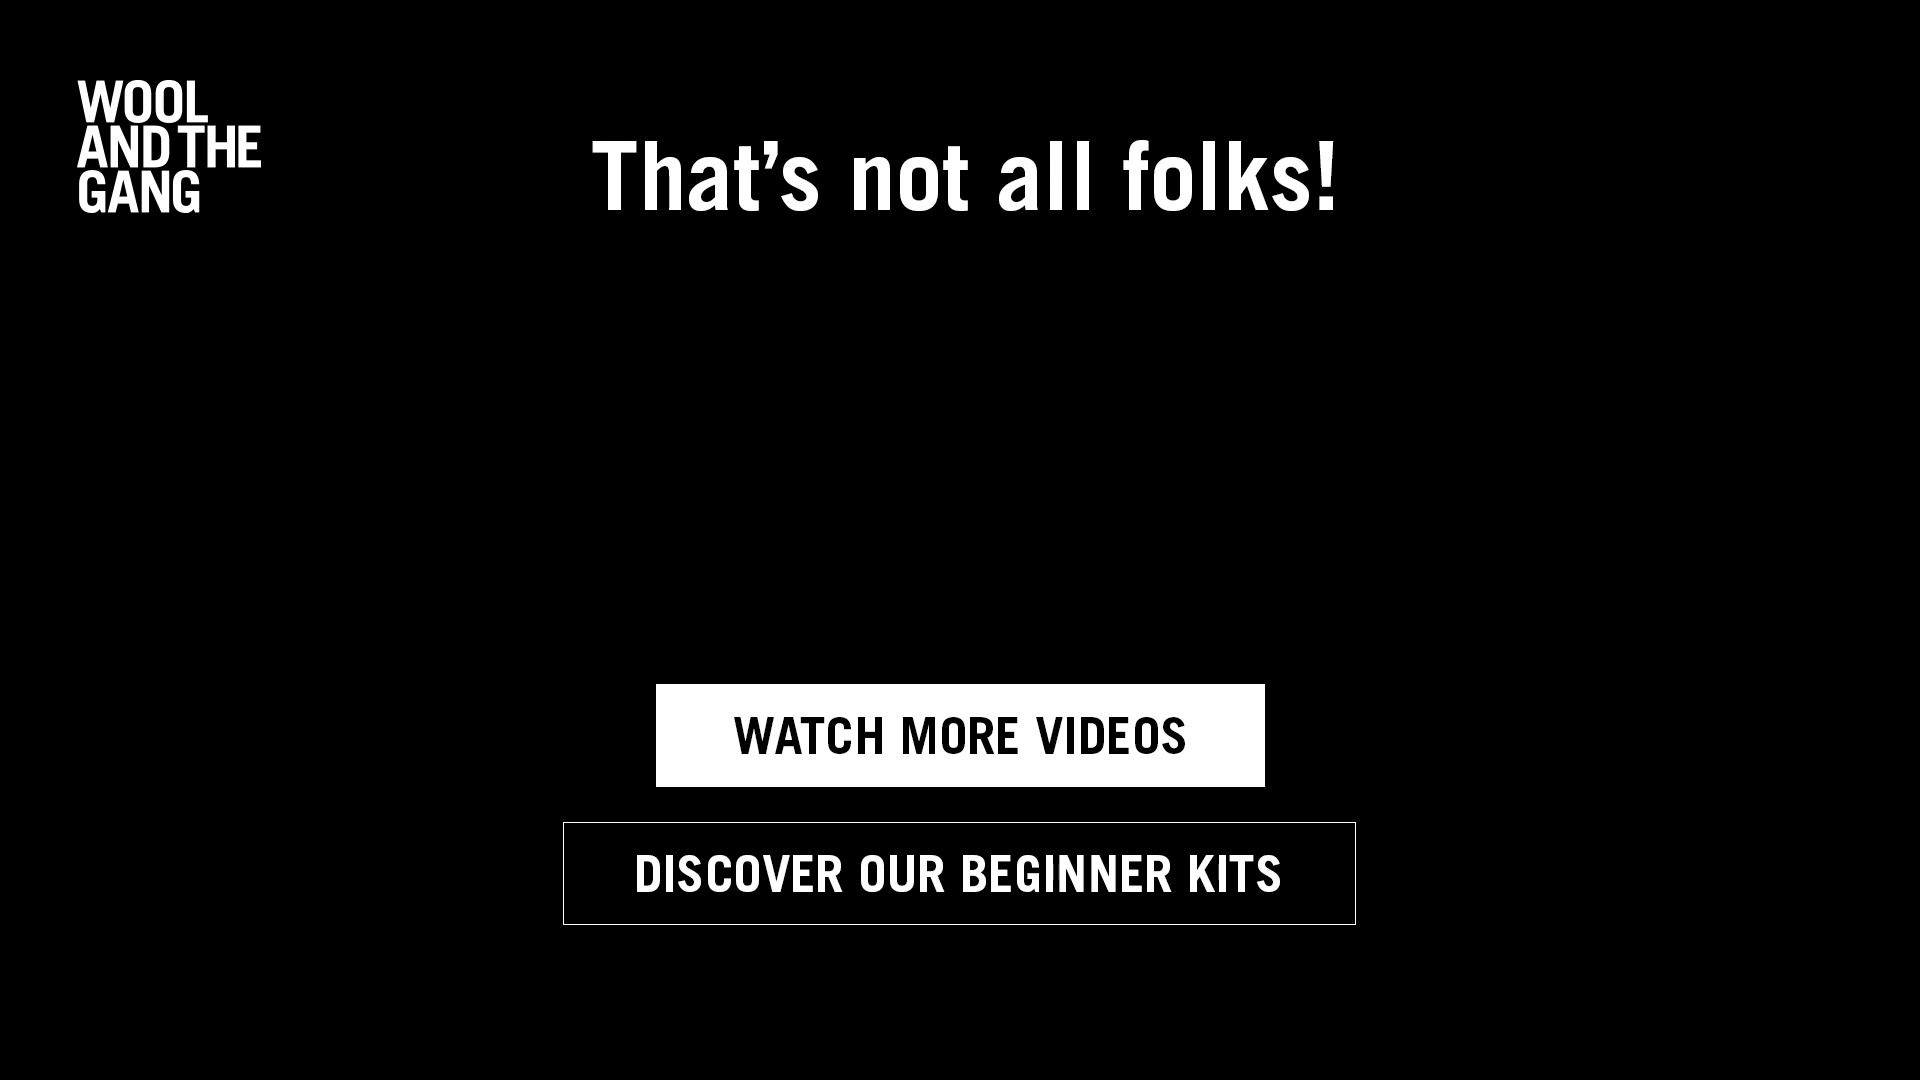 WOOL
AND THE
GANG
That’s not all folks!
WATCH MORE VIDEOS
DISCOVER OUR BEGINNER KITS